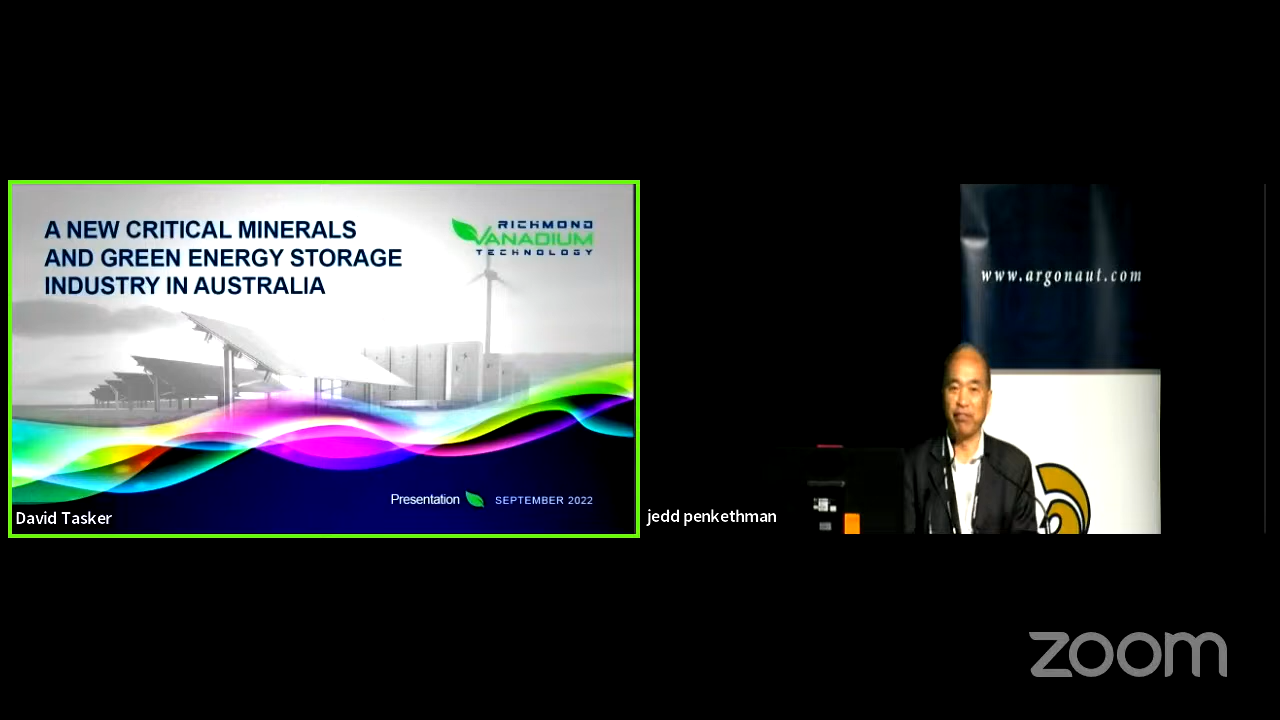 A NEW CRITICAL MINERALS
AND GREEN ENERGY STORAGE
INDUSTRY IN AUSTRALIA
RICHMOND
VANADIUM
TECHNOLOGY
Presentation SEPTEMBER 2022
David Tasker
www.argonaut.com
jedd penkethman
zoom